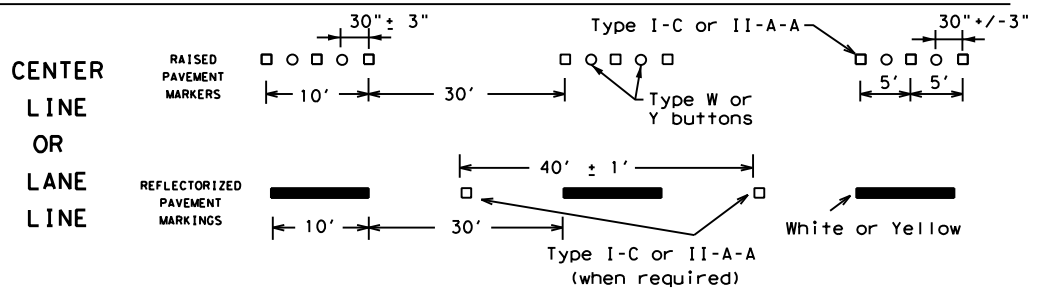 CENTER
LINE
OR
LANE
LINE
RAISED
PAVEMENT
MARKERS
30"± 3"
Type I-C or II-A-A
30"+/-3"
10'
30'
Type W or
Y buttons
5'
5'
REFLECTORIZED
PAVEMENT
MARKINGS
40' ± 1'
10'
30'
Type I-C or II-A-A
(when required)
White or Yellow